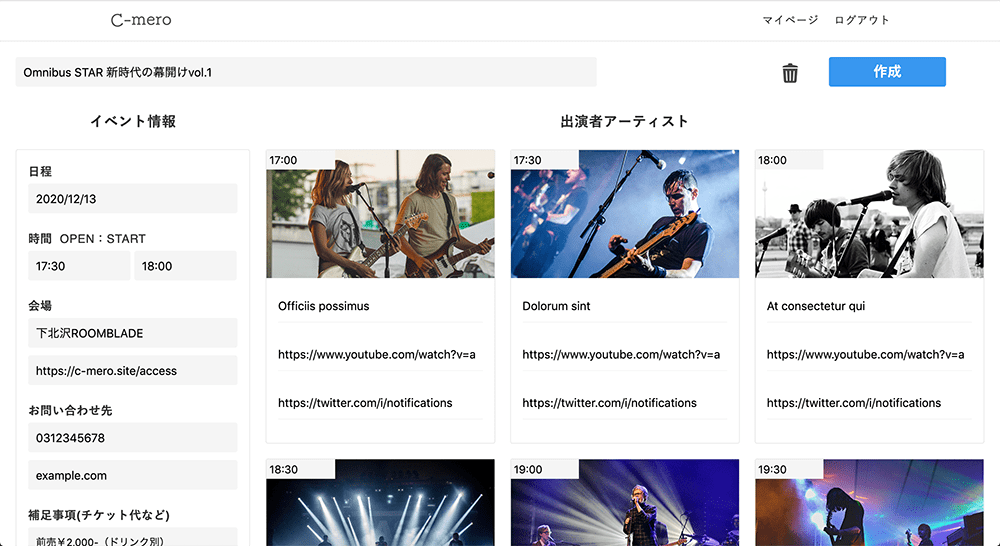 C-mero
マイページ ログアウト
Omnibus STAR 新時代の幕開けvol.1
作成
イベント情報
出演者アーティスト
日程
2020/12/13
時間 OPEN：START
17:30 18:00
会場
下北沢ROOMBLADE
https://c-mero.site/access
お問い合わせ先
0312345678
example.com
補足事項(チケット代など)
前売￥2,000-（ドリンク別）
17:00
Officiis possimus
https://www.youtube.com/watch?v=a
https://twitter.com/i/notifications
17:30
Dolorum sint
https://www.youtube.com/watch?v=a
https://twitter.com/i/notifications
18:00
At consectetur qui
https://www.youtube.com/watch?v=a
https://twitter.com/i/notifications
18:30
19:00
19:30